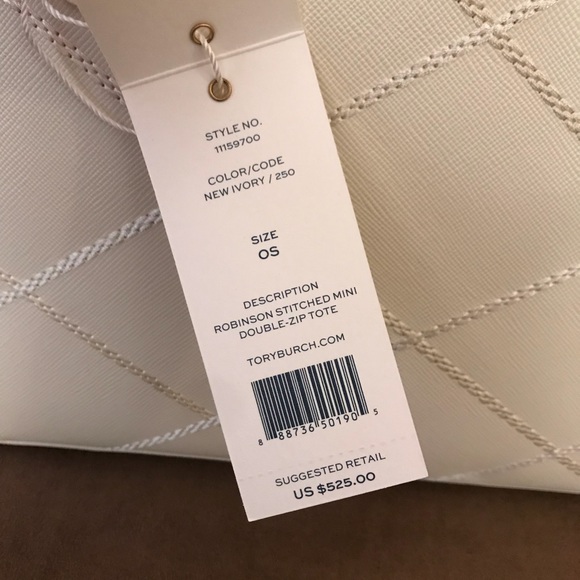 STYLE NO.
11159700
COLOR/CODE
NEW IVORY / 250
SIZE
OS
DESCRIPTION
ROBINSON STITCHED MINI
DOUBLE-ZIP TOTE
TORYBURCH.COM
8 88736 50190 5
SUGGESTED RETAIL
US $525.00